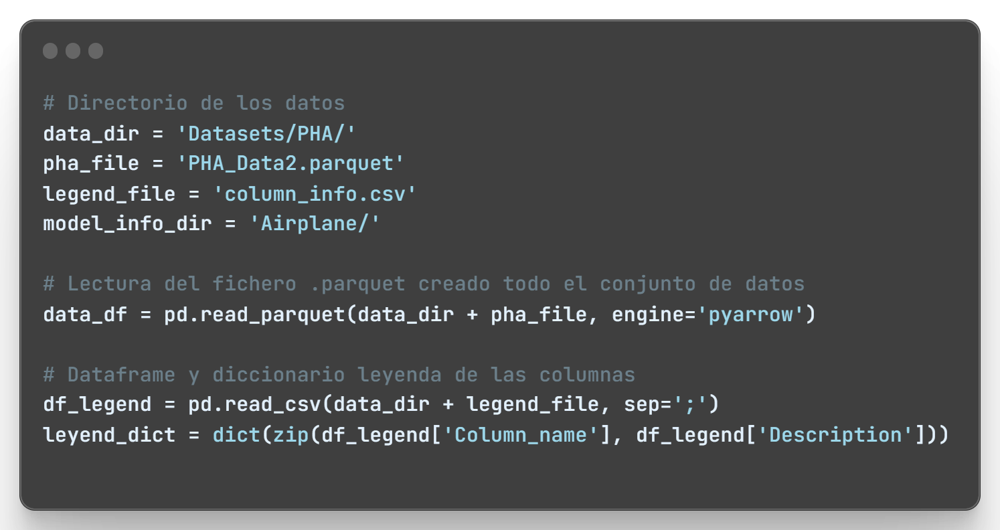 # Directorio de los datos
data_dir = 'Datasets/PHA/'
pha_file = 'PHA_Data2.parquet'
legend_file = 'column_info.csv'
model_info_dir = 'Airplane/'
# Lectura del fichero .parquet creado todo el conjunto de datos
data_df = pd.read_parquet(data_dir + pha_file, engine='pyarrow')
# Dataframe y diccionario leyenda de las columnas
df_legend = pd.read_csv(data_dir + legend_file, sep=';')
leyend_dict = dict(zip(df_legend['Column_name'], df_legend['Description']))